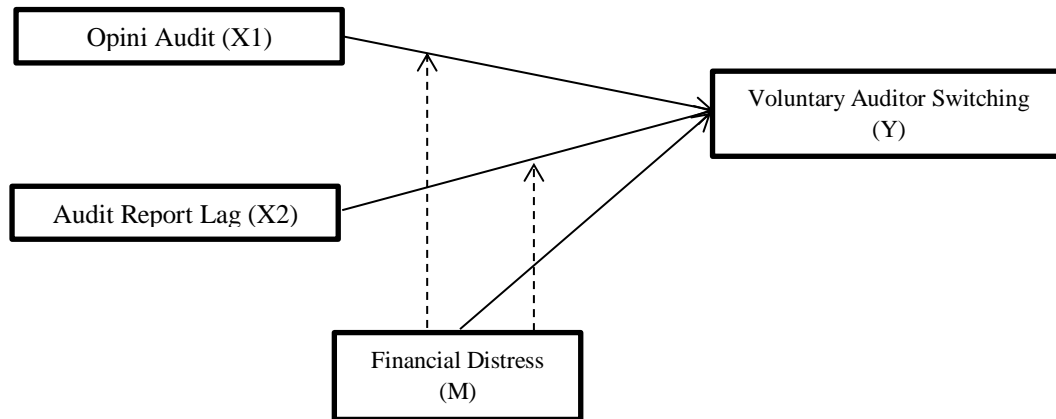 Opini Audit (X1)
Voluntary Auditor Switching
(Y)
Audit Report Lag (X2)
Financial Distress
(M)